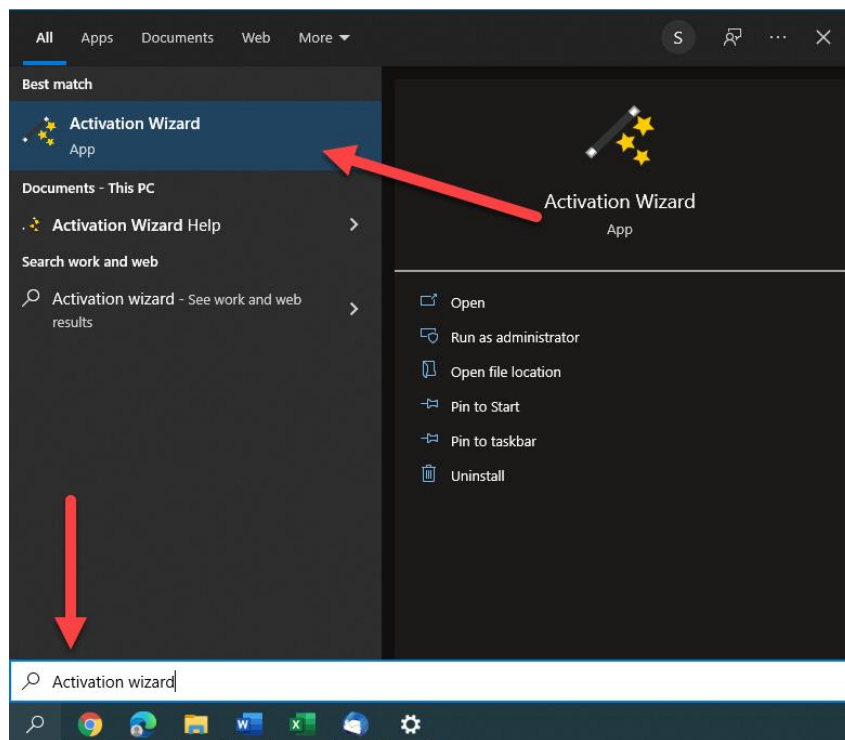 All Apps Documents Web More S ...
Best match
Activation Wizard
App
Documents - This PC
Activation Wizard Help
Search work and web
Activation wizard - See work and web
results
Activation Wizard
App
Open
Run as administrator
Open file location
Pin to Start
Pin to taskbar
Uninstall
Activation wizard